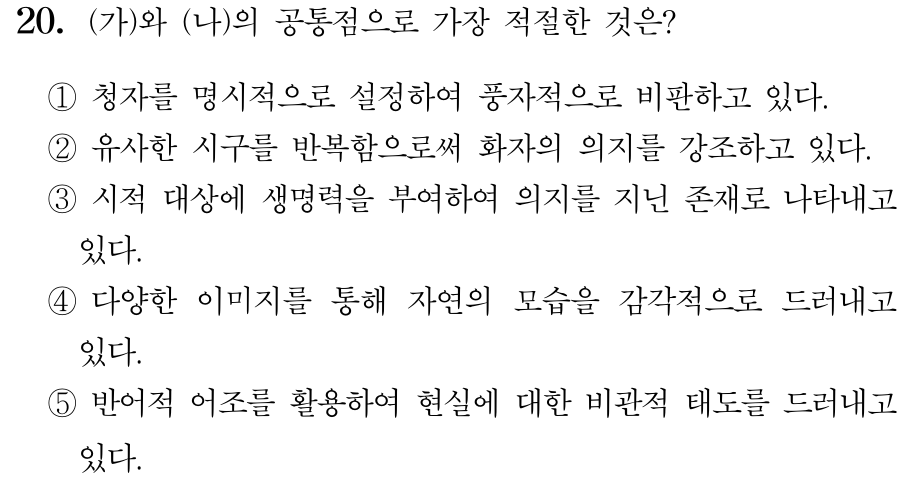 20. (가)와 (나)의 공통점으로 가장 적절한 것은?
① 청자를 명시적으로 설정하여 풍자적으로 비판하고 있다.
② 유사한 시구를 반복함으로써 화자의 의지를 강조하고 있다.
③ 시적 대상에 생명력을 부여하여 의지를 지닌 존재로 나타내고
있다.
④ 다양한 이미지를 통해 자연의 모습을 감각적으로 드러내고
있다.
⑤ 반어적 어조를 활용하여 현실에 대한 비관적 태도를 드러내고
있다.